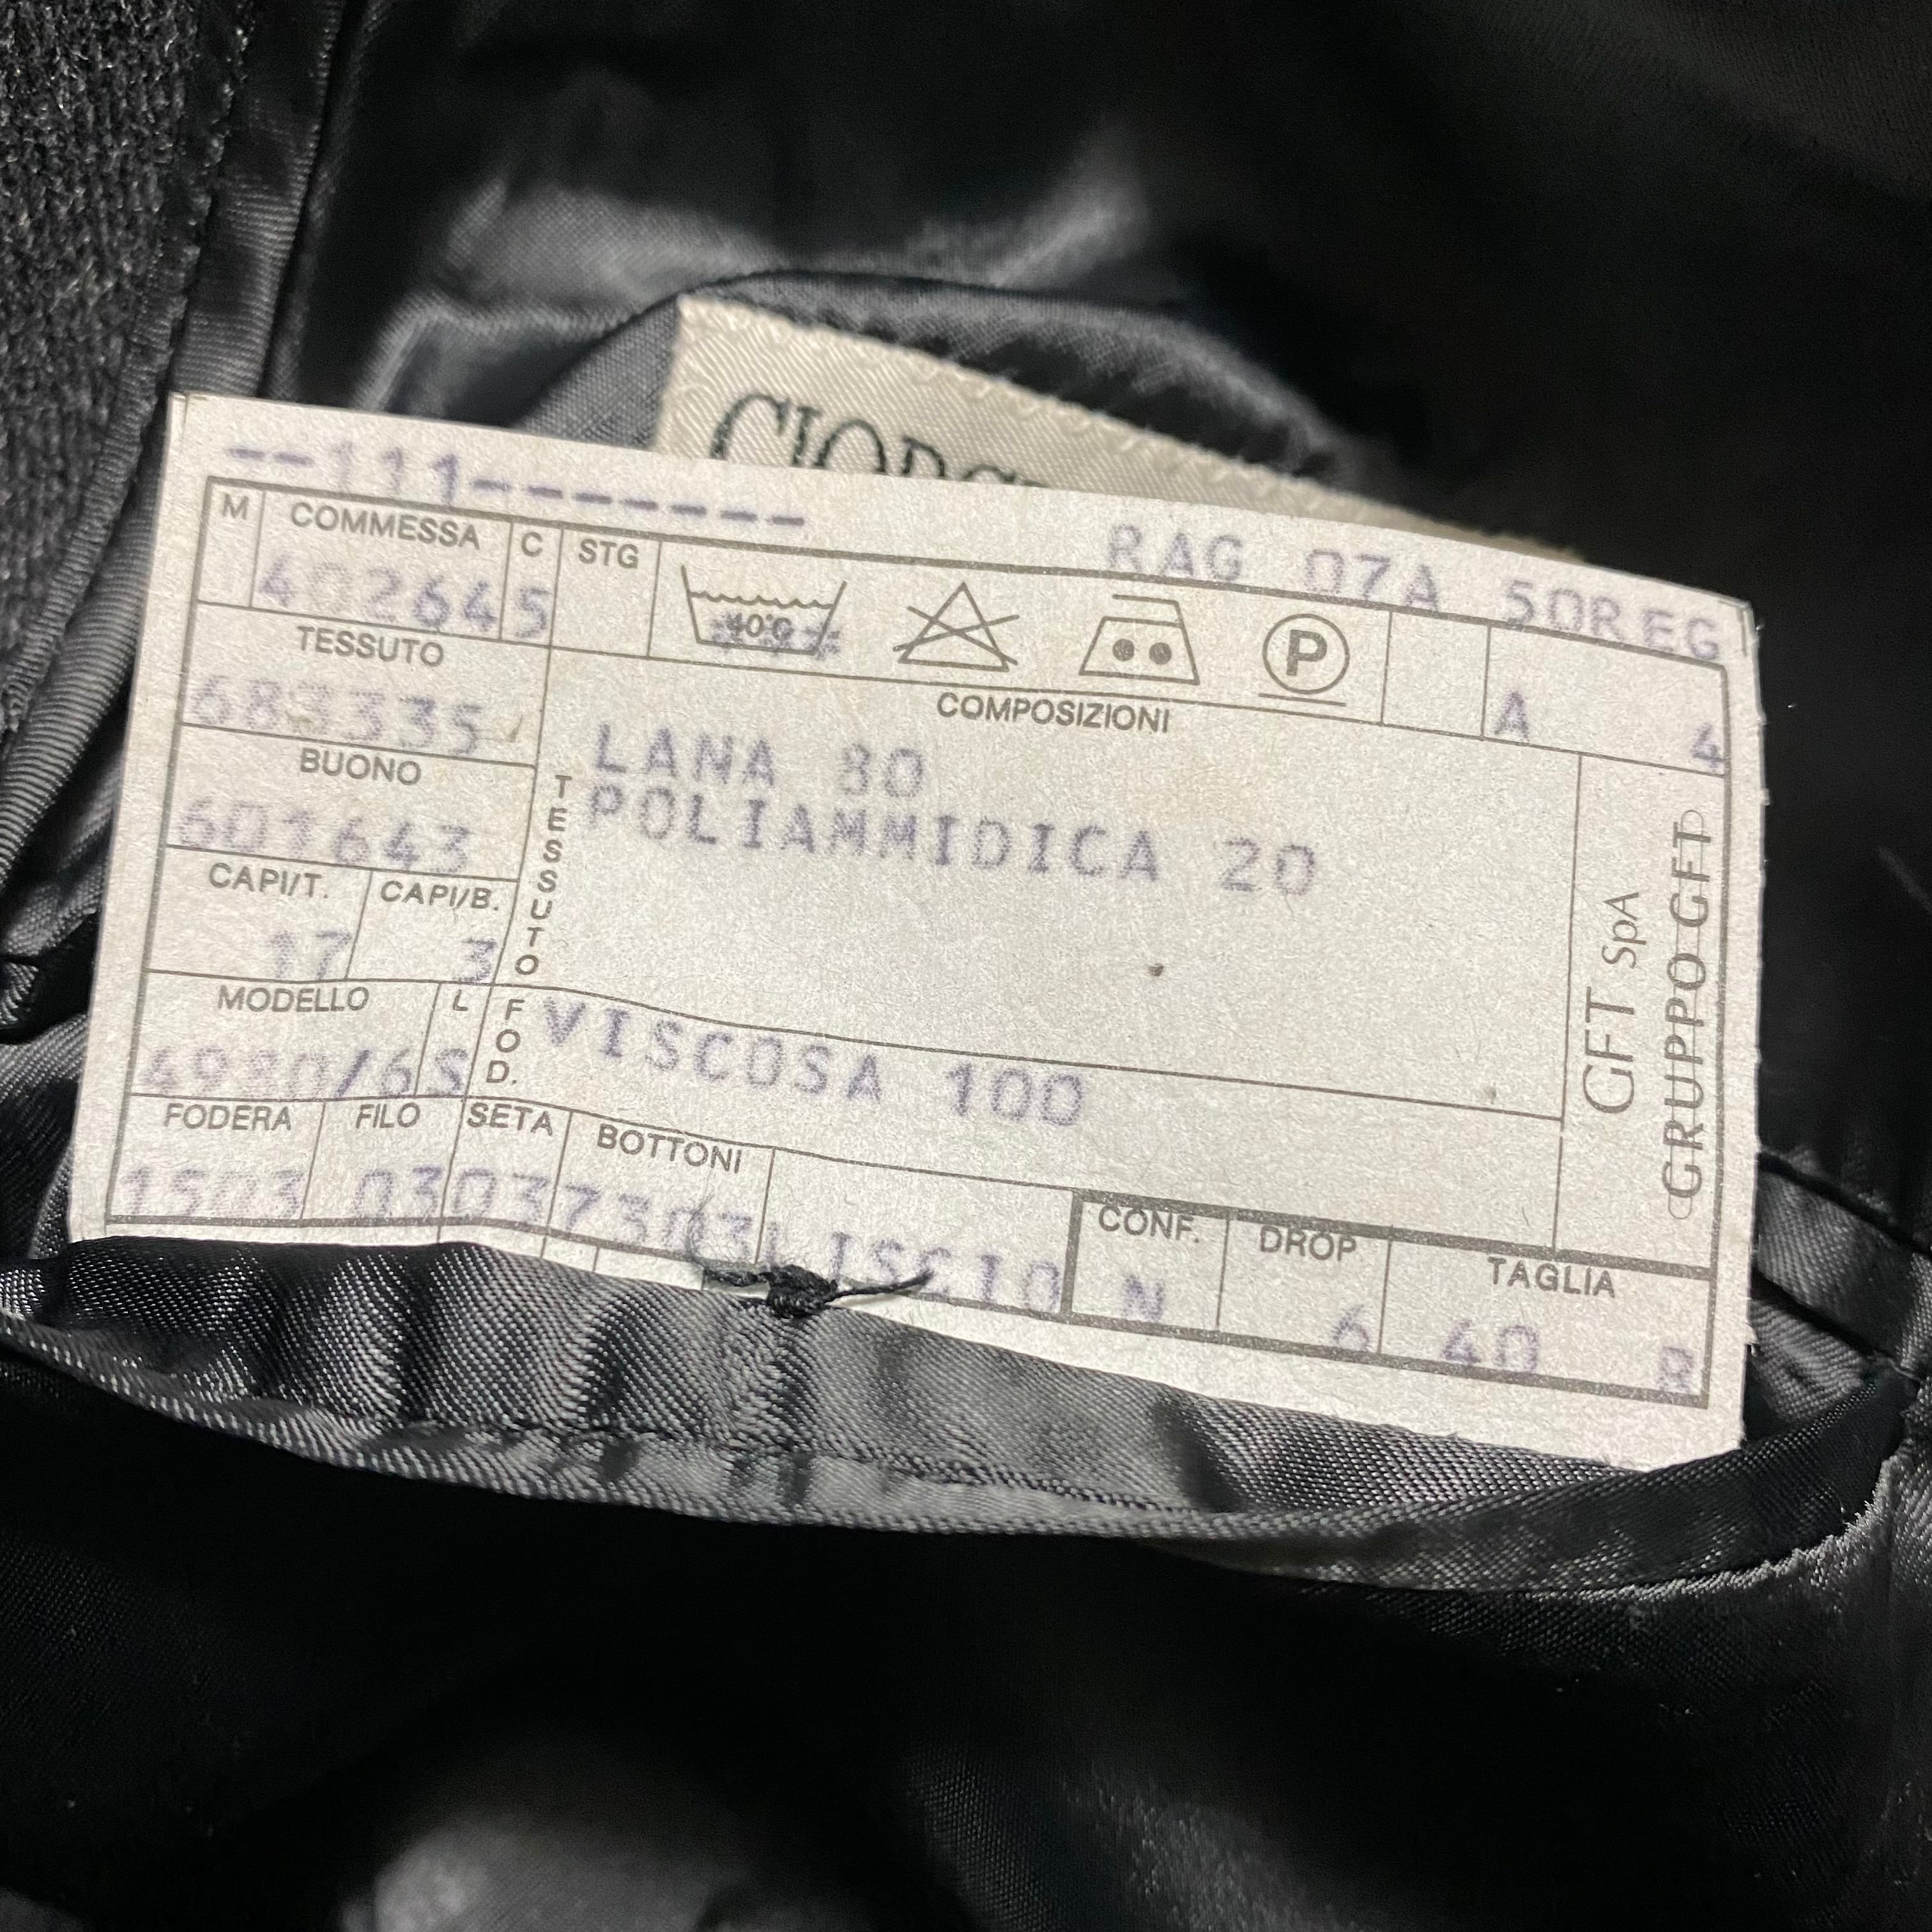 --111--------
RAG 07A 50REG
M COMMESSA C STG
402645
40°C
P
A 4
TESSUTO
COMPOSIZIONI
BUONO
601643
TESSUTO
LANA 80
POLIAMMIDICA 20
CAPI/T. CAPI/B.
17 3
MODELLO L
FOD.
VISCOSA 100
FODERA FILO SETA BOTTONI
LISCIO
CONF. DROP TAGLIA
N 6 40 R
GFT SpA
GRUPPO GFT